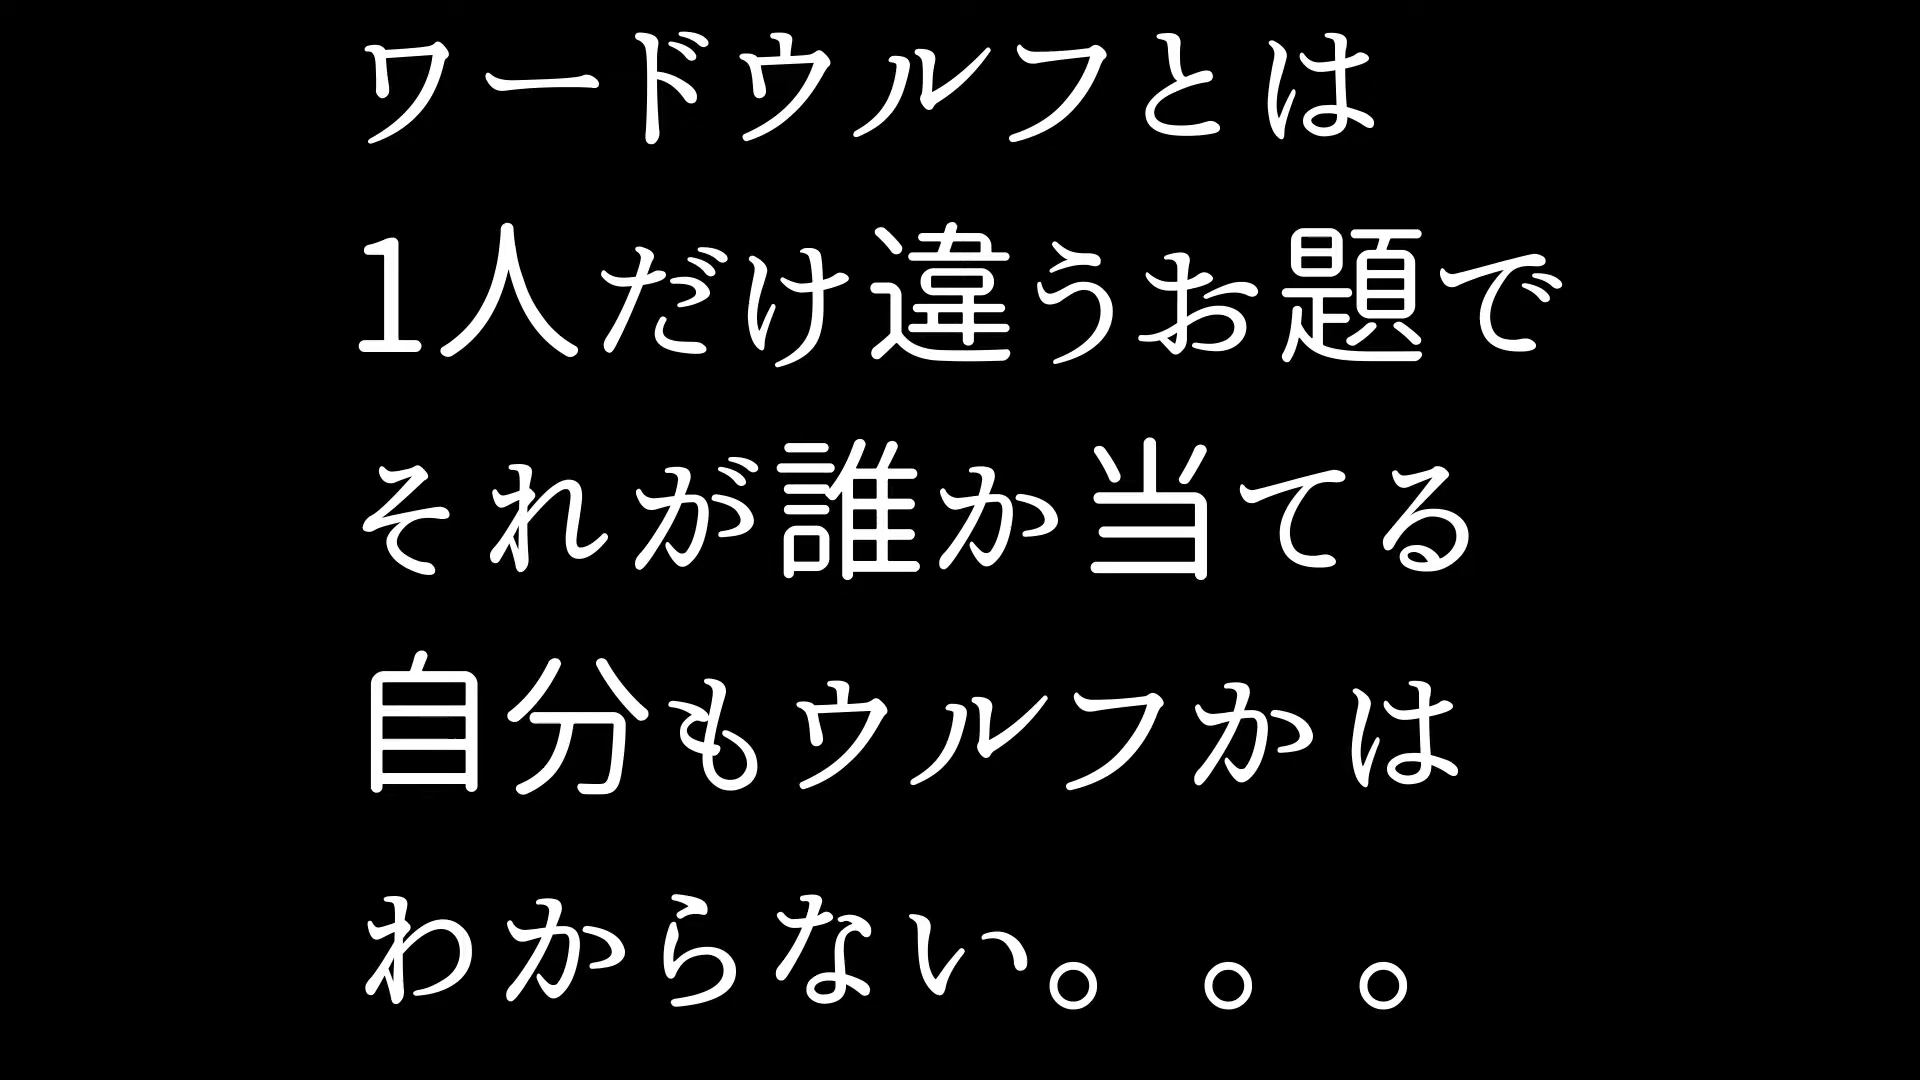 ワードウルフとは
1人だけ違うお題で
それが誰か当てる
自分もウルフかは
わからない。。。